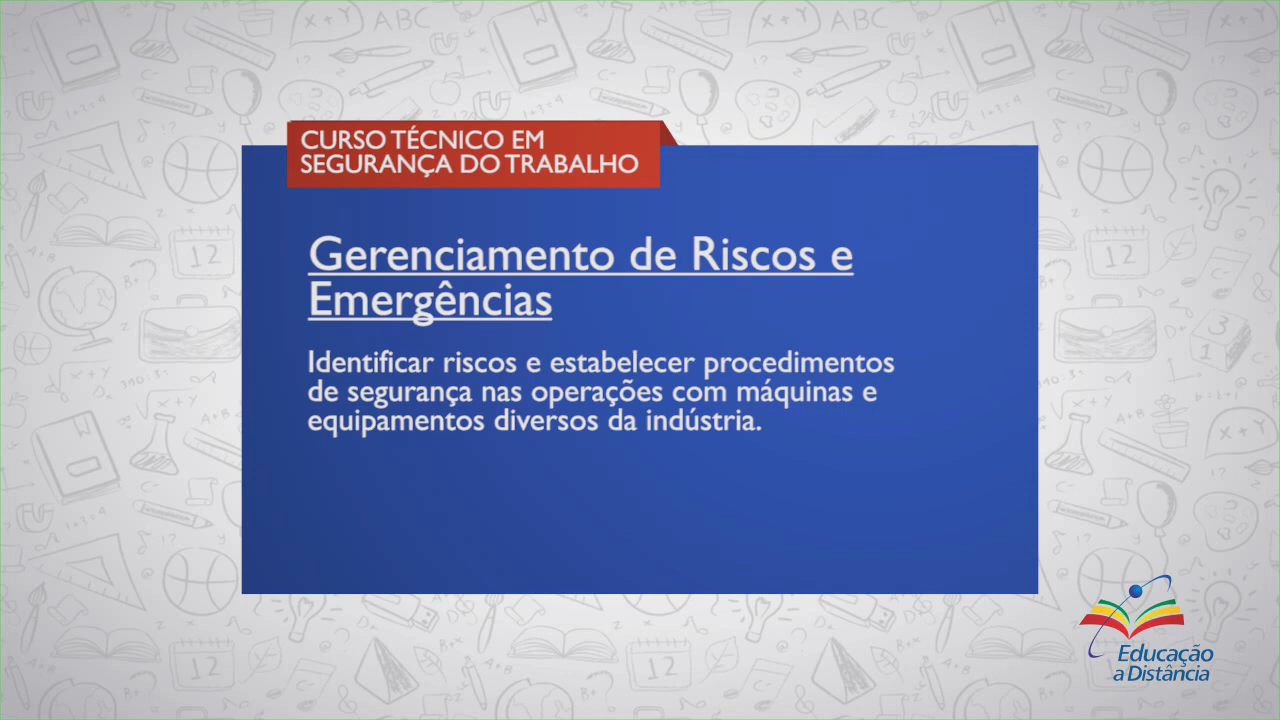 CURSO TÉCNICO EM
SEGURANÇA DO TRABALHO
Gerenciamento de Riscos e
Emergências
Identificar riscos e estabelecer procedimentos
de segurança nas operações com máquinas e
equipamentos diversos da indústria.
Educação
a Distância